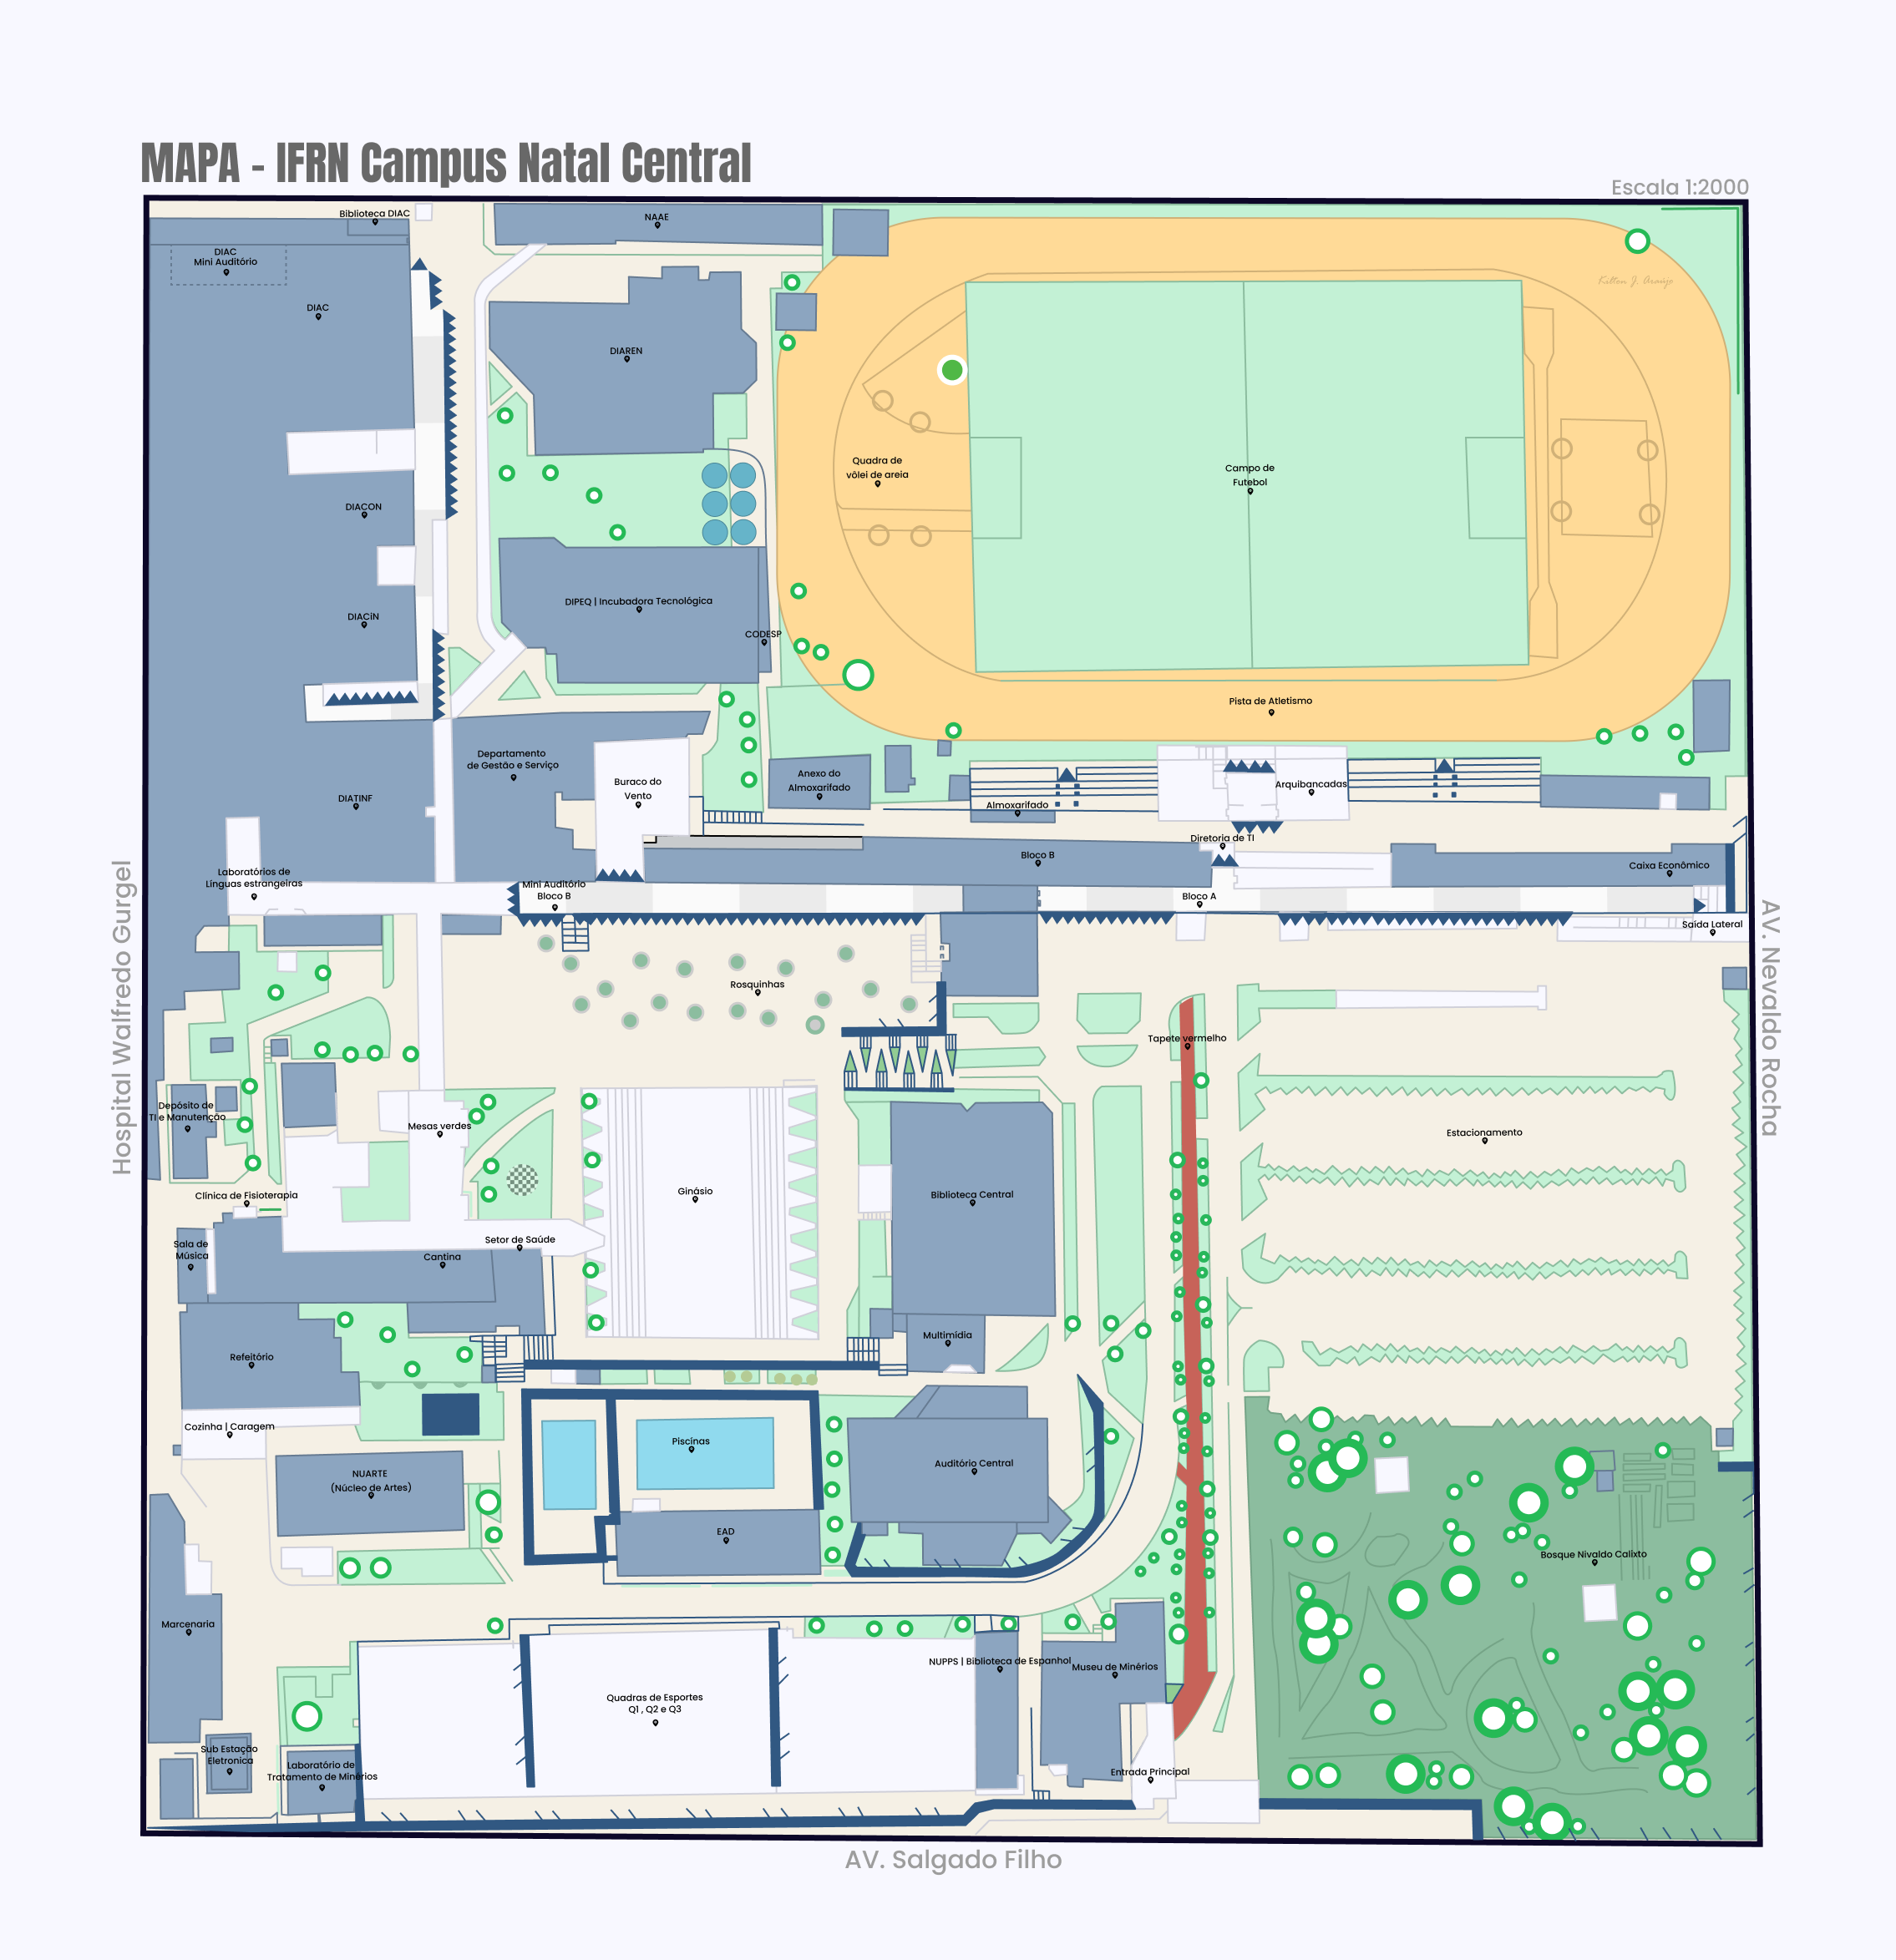 MAPA - IFRN Campus Natal Central
Escala 1:2000
Biblioteca DIAC
NAAE
DIAC
Mini Auditório
Kelton J. Araújo
DIAC
DIAREN
Quadra de
vôlei de areia
Campo de
Futebol
DIACON
DIPEQ | Incubadora Tecnológica
DIACiN
CODESP
Pista de Atletismo
Departamento
de Gestão e Serviço
Buraco do
Vento
Anexo do
Almoxarifado
Arquibancadas
DIATINF
Almoxarifado
Diretoria de TI
Bloco B
Caixa Econômico
Laboratórios de
Línguas estrangeiras
Mini Auditório
Bloco B
Bloco A
Saída Lateral
Hospital Walfredo Gurgel
AV. Nevaldo Rocha
Rosquinhas
Tapete vermelho
Depósito de
TI e Manutenção
Mesas verdes
Estacionamento
Clínica de Fisioterapia
Ginásio
Biblioteca Central
Sala de
Música
Setor de Saúde
Cantina
Multimídia
Refeitório
Cozinha | Caragem
Piscinas
Auditório Central
NUARTE
(Núcleo de Artes)
EAD
Bosque Nivaldo Calixto
Marcenaria
NUPPS | Biblioteca de Espanhol
Museu de Minérios
Quadras de Esportes
Q1 , Q2 e Q3
Sub Estação
Eletronica
Laboratório de
Tratamento de Minérios
Entrada Principal
AV. Salgado Filho